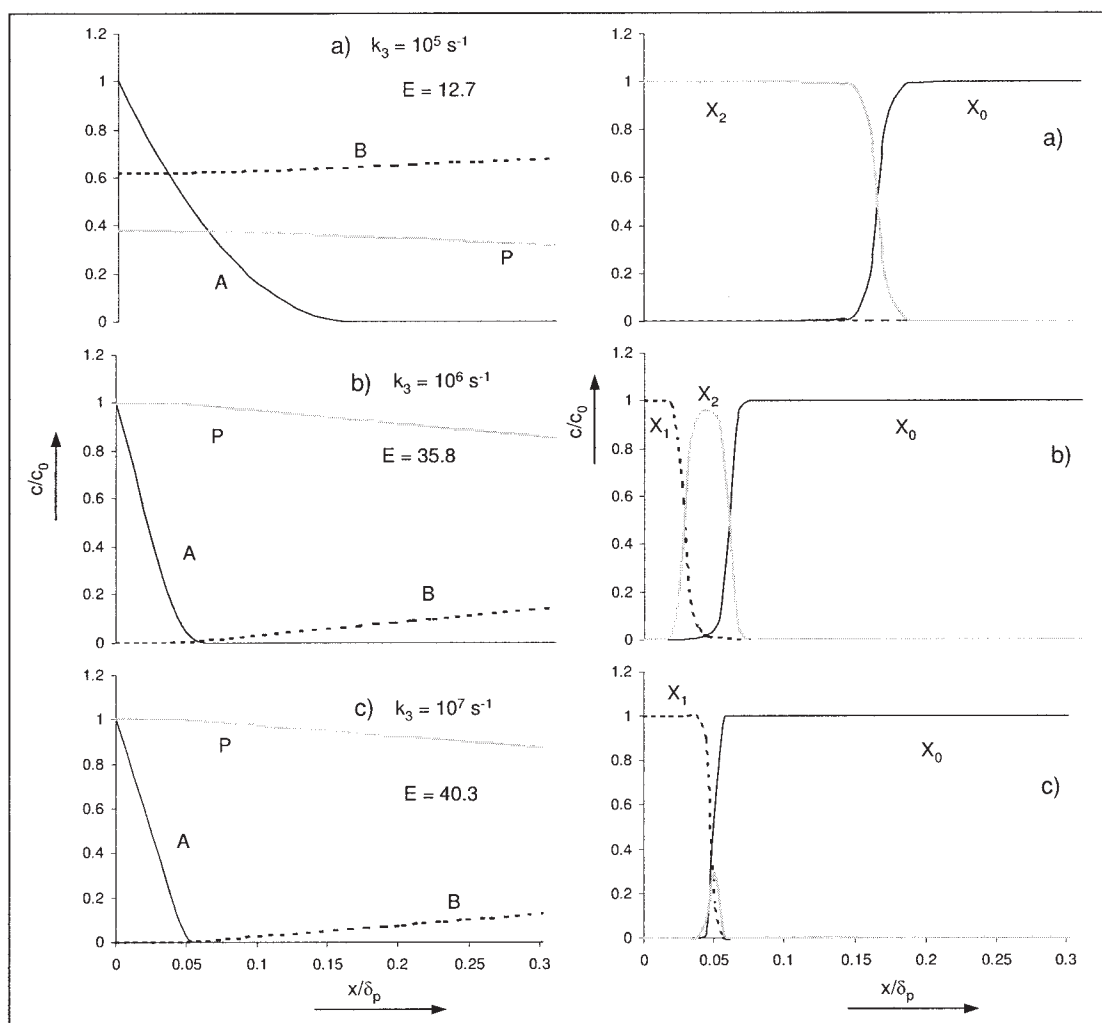 1.2
1
0.8
0.6
0.4
0.2
0
a) k₃ = 10⁵ s⁻¹
E = 12.7
B
P
A
1.2
1
0.8
0.6
0.4
0.2
0
b) k₃ = 10⁶ s⁻¹
P
E = 35.8
A
B
c/c₀
1.2
1
0.8
0.6
0.4
0.2
0
c) k₃ = 10⁷ s⁻¹
P
E = 40.3
A
B
0 0.05 0.1 0.15 0.2 0.25 0.3
x/δₚ
1.2
1
0.8
0.6
0.4
0.2
0
X₂
X₀
a)
c/c₀
1.2
1
0.8
0.6
0.4
0.2
0
X₂
X₁
X₀
b)
1.2
1
0.8
0.6
0.4
0.2
0
X₁
X₀
c)
0 0.05 0.1 0.15 0.2 0.25 0.3
x/δₚ